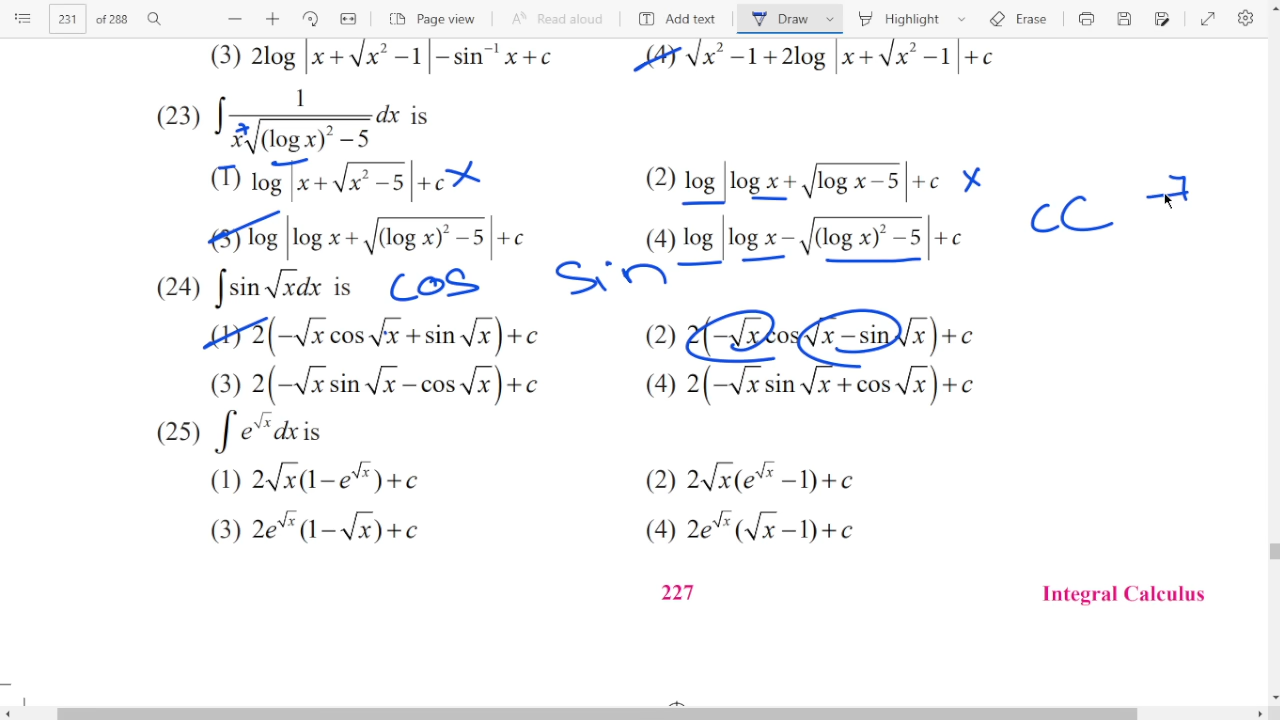 231 of 288 Page view Read aloud Add text Draw Highlight Erase
(3) 2log |x + √(x² − 1)| − sin⁻¹ x + c (4) √(x² − 1) + 2log |x + √(x² − 1)| + c
(23) ∫ 1/(x√((log x)² − 5)) dx is
(1) log |x + √(x² − 5)| + c × (2) log |log x + √(log x − 5)| + c ×
(3) log |log x + √((log x)² − 5)| + c (4) log |log x − √((log x)² − 5)| + c CC
(24) ∫ sin √x dx is cos sin
(1) 2(−√x cos √x + sin √x) + c (2) 2(−√x cos √x − sin √x) + c
(3) 2(−√x sin √x − cos √x) + c (4) 2(−√x sin √x + cos √x) + c
(25) ∫ e^√x dx is
(1) 2√x(1 − e^√x) + c (2) 2√x(e^√x − 1) + c
(3) 2e^√x(1 − √x) + c (4) 2e^√x(√x − 1) + c
227 Integral Calculus